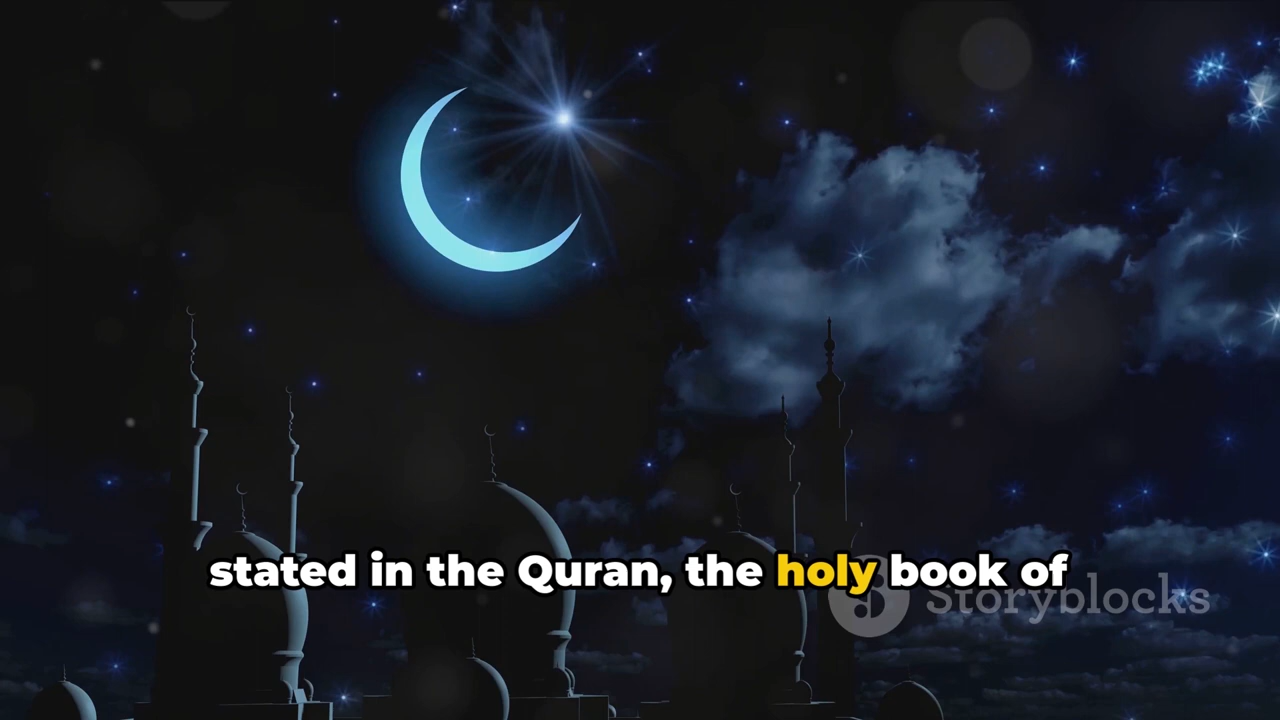 stated in the Quran, the holy book of
Storyblocks